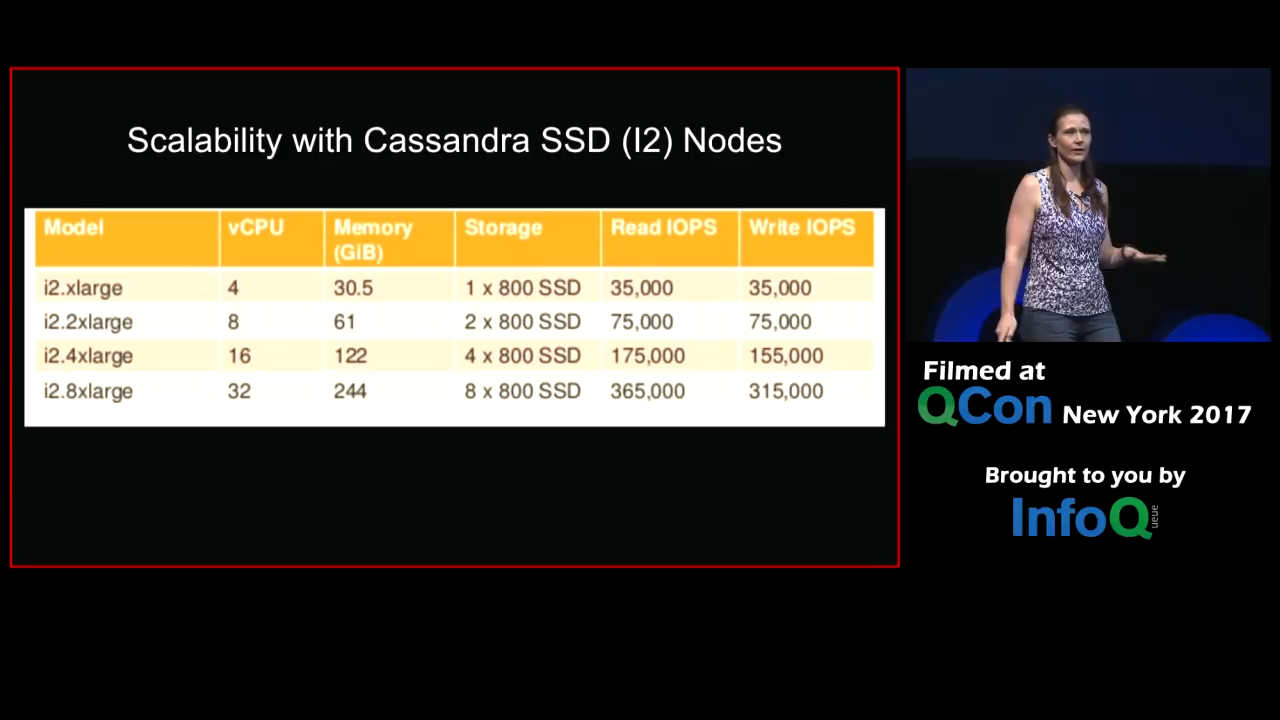 Scalability with Cassandra SSD (I2) Nodes
Model vCPU Memory (GiB) Storage Read IOPS Write IOPS
i2.xlarge 4 30.5 1 x 800 SSD 35,000 35,000
i2.2xlarge 8 61 2 x 800 SSD 75,000 75,000
i2.4xlarge 16 122 4 x 800 SSD 175,000 155,000
i2.8xlarge 32 244 8 x 800 SSD 365,000 315,000
Filmed at
QCon New York 2017
Brought to you by
InfoQueue